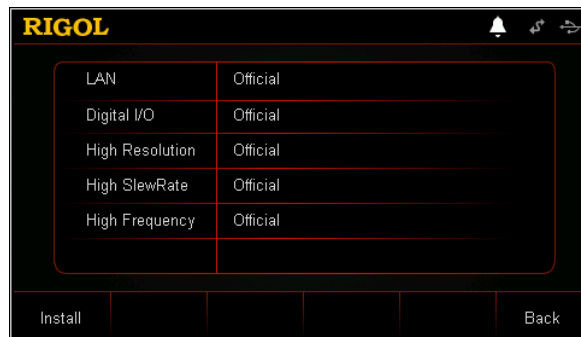 RIGOL
LAN Official
Digital I/O Official
High Resolution Official
High SlewRate Official
High Frequency Official
Install Back